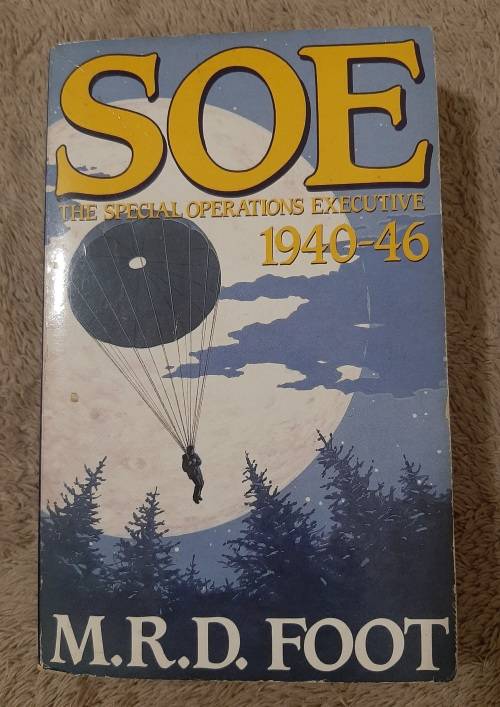 SOE
THE SPECIAL OPERATIONS EXECUTIVE
1940-46
M.R.D. FOOT